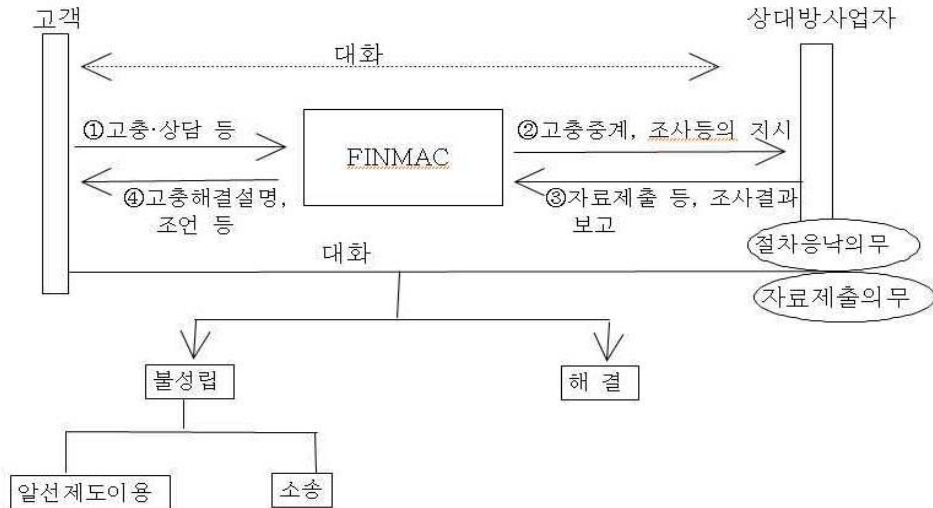 고객
상대방사업자
대화
①고충·상담 등
FINMAC
②고충중계, 조사등의 지시
④고충해결설명,
조언 등
③자료제출 등, 조사결과
보고
절차응낙의무
대화
자료제출의무
불성립
해 결
알선제도이용
소송